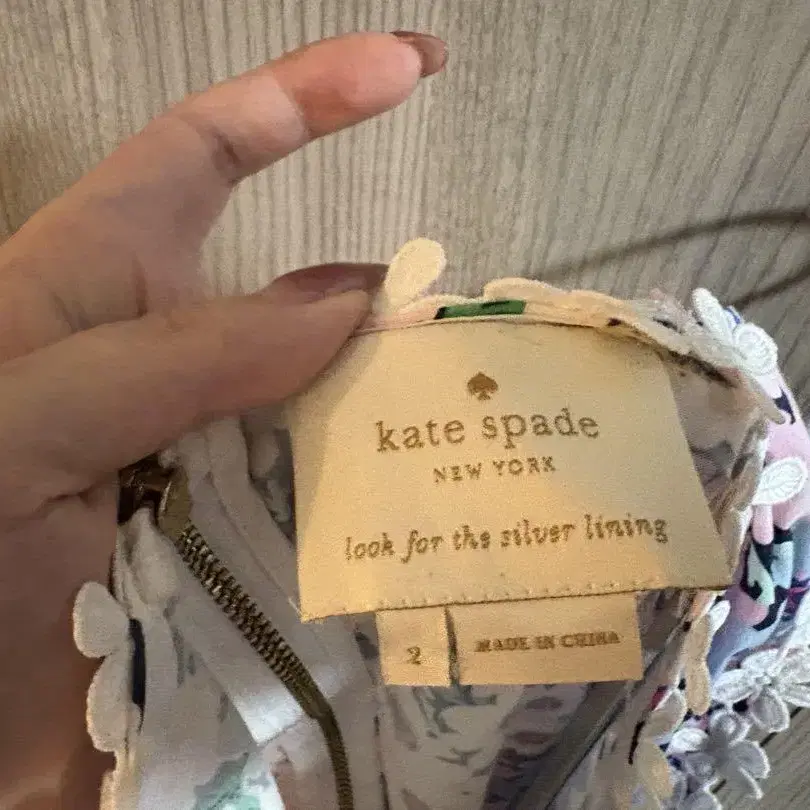 kate spade
NEW YORK
look for the silver lining
2
MADE IN CHINA